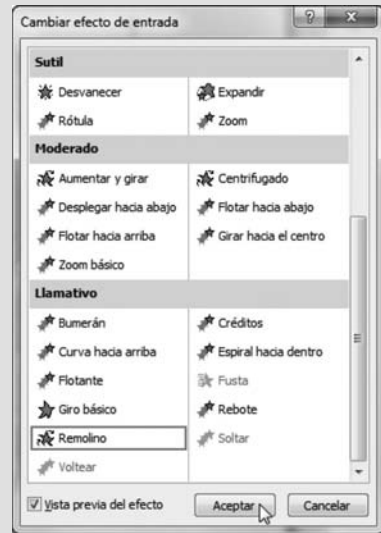 Cambiar efecto de entrada
Sutil
Desvanecer Expandir
Rótula Zoom
Moderado
Aumentar y girar Centrifugado
Desplegar hacia abajo Flotar hacia abajo
Flotar hacia arriba Girar hacia el centro
Zoom básico
Llamativo
Bumerán Créditos
Curva hacia arriba Espiral hacia dentro
Flotante Fusta
Giro básico Rebote
Remolino Soltar
Voltear
Vista previa del efecto Aceptar Cancelar